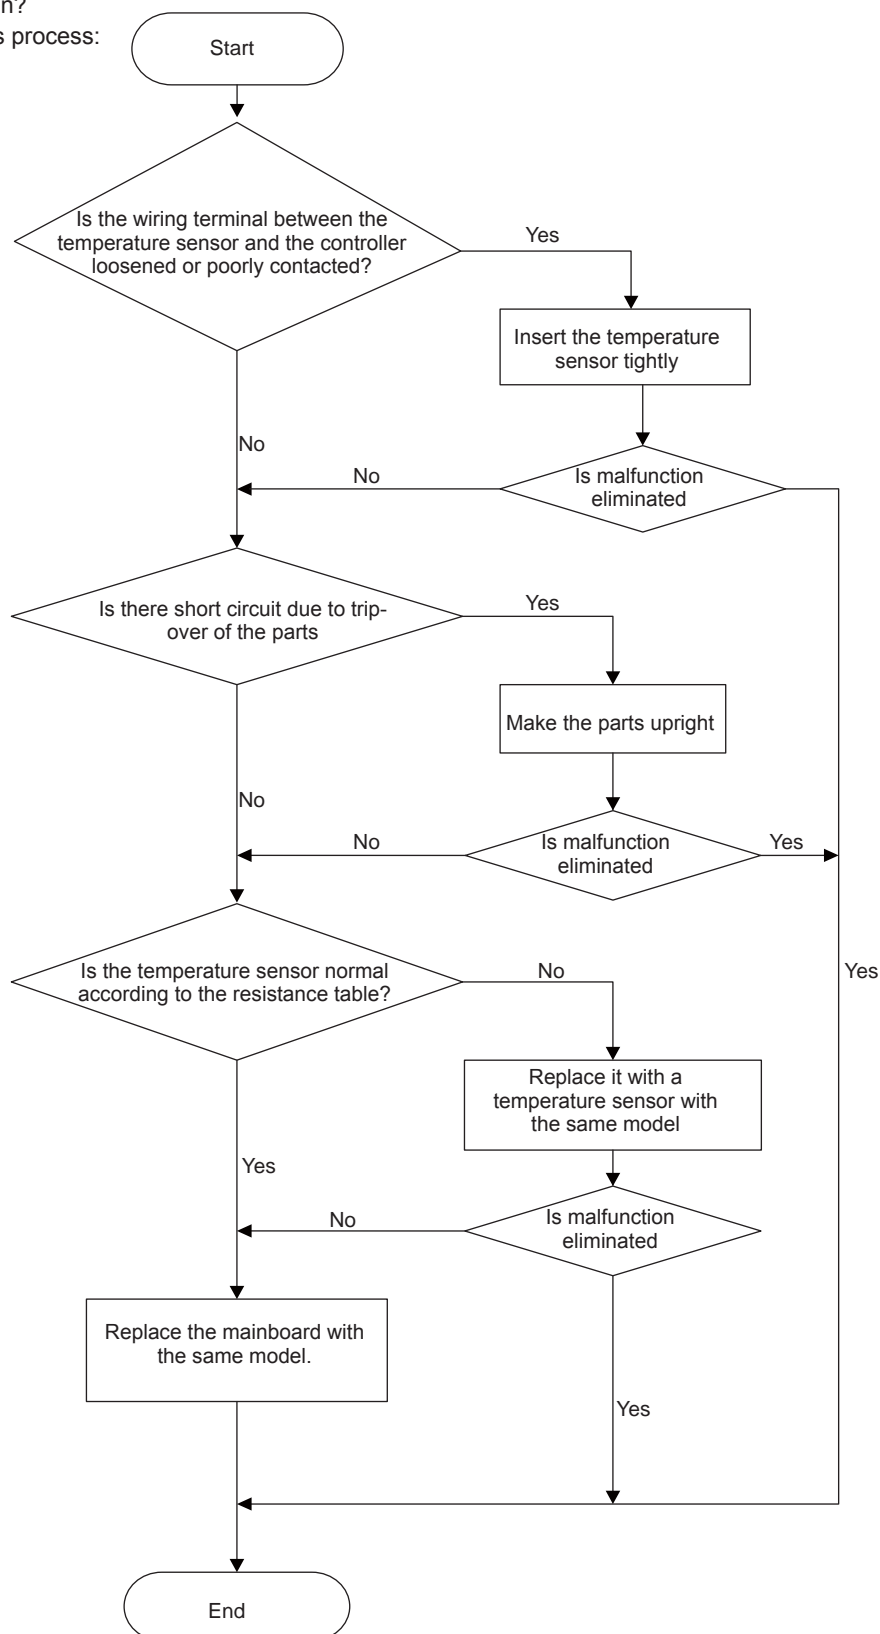 n?
s process:
Start
Is the wiring terminal between the
temperature sensor and the controller
loosened or poorly contacted?
Yes
Insert the temperature
sensor tightly
No
No
Is malfunction
eliminated
Is there short circuit due to trip-
over of the parts
Yes
Make the parts upright
No
No
Is malfunction
eliminated
Yes
Is the temperature sensor normal
according to the resistance table?
No
Yes
Replace it with a
temperature sensor with
the same model
Yes
No
Is malfunction
eliminated
Replace the mainboard with
the same model.
Yes
End